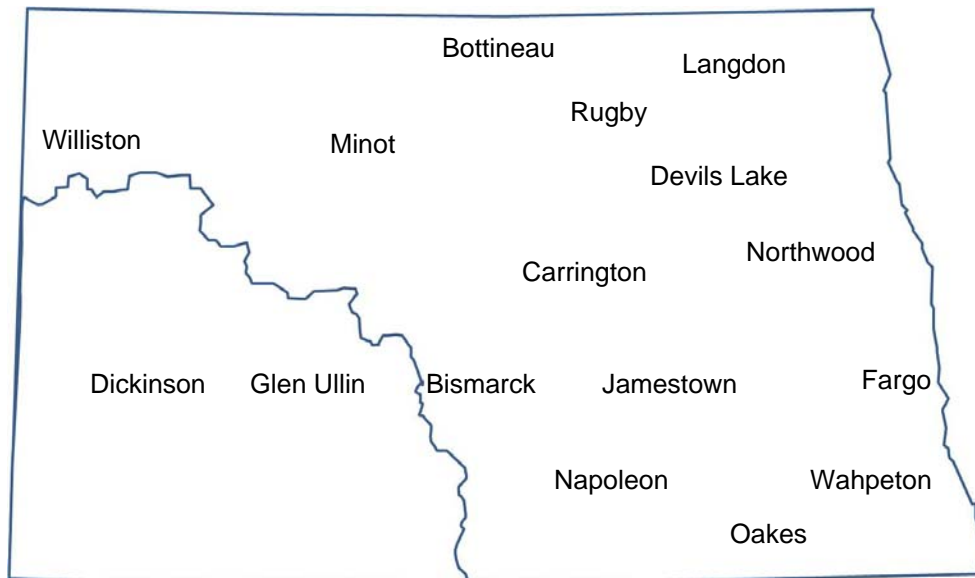 Bottineau
Langdon
Rugby
Williston
Minot
Devils Lake
Northwood
Carrington
Dickinson
Glen Ullin
Bismarck
Jamestown
Fargo
Napoleon
Wahpeton
Oakes